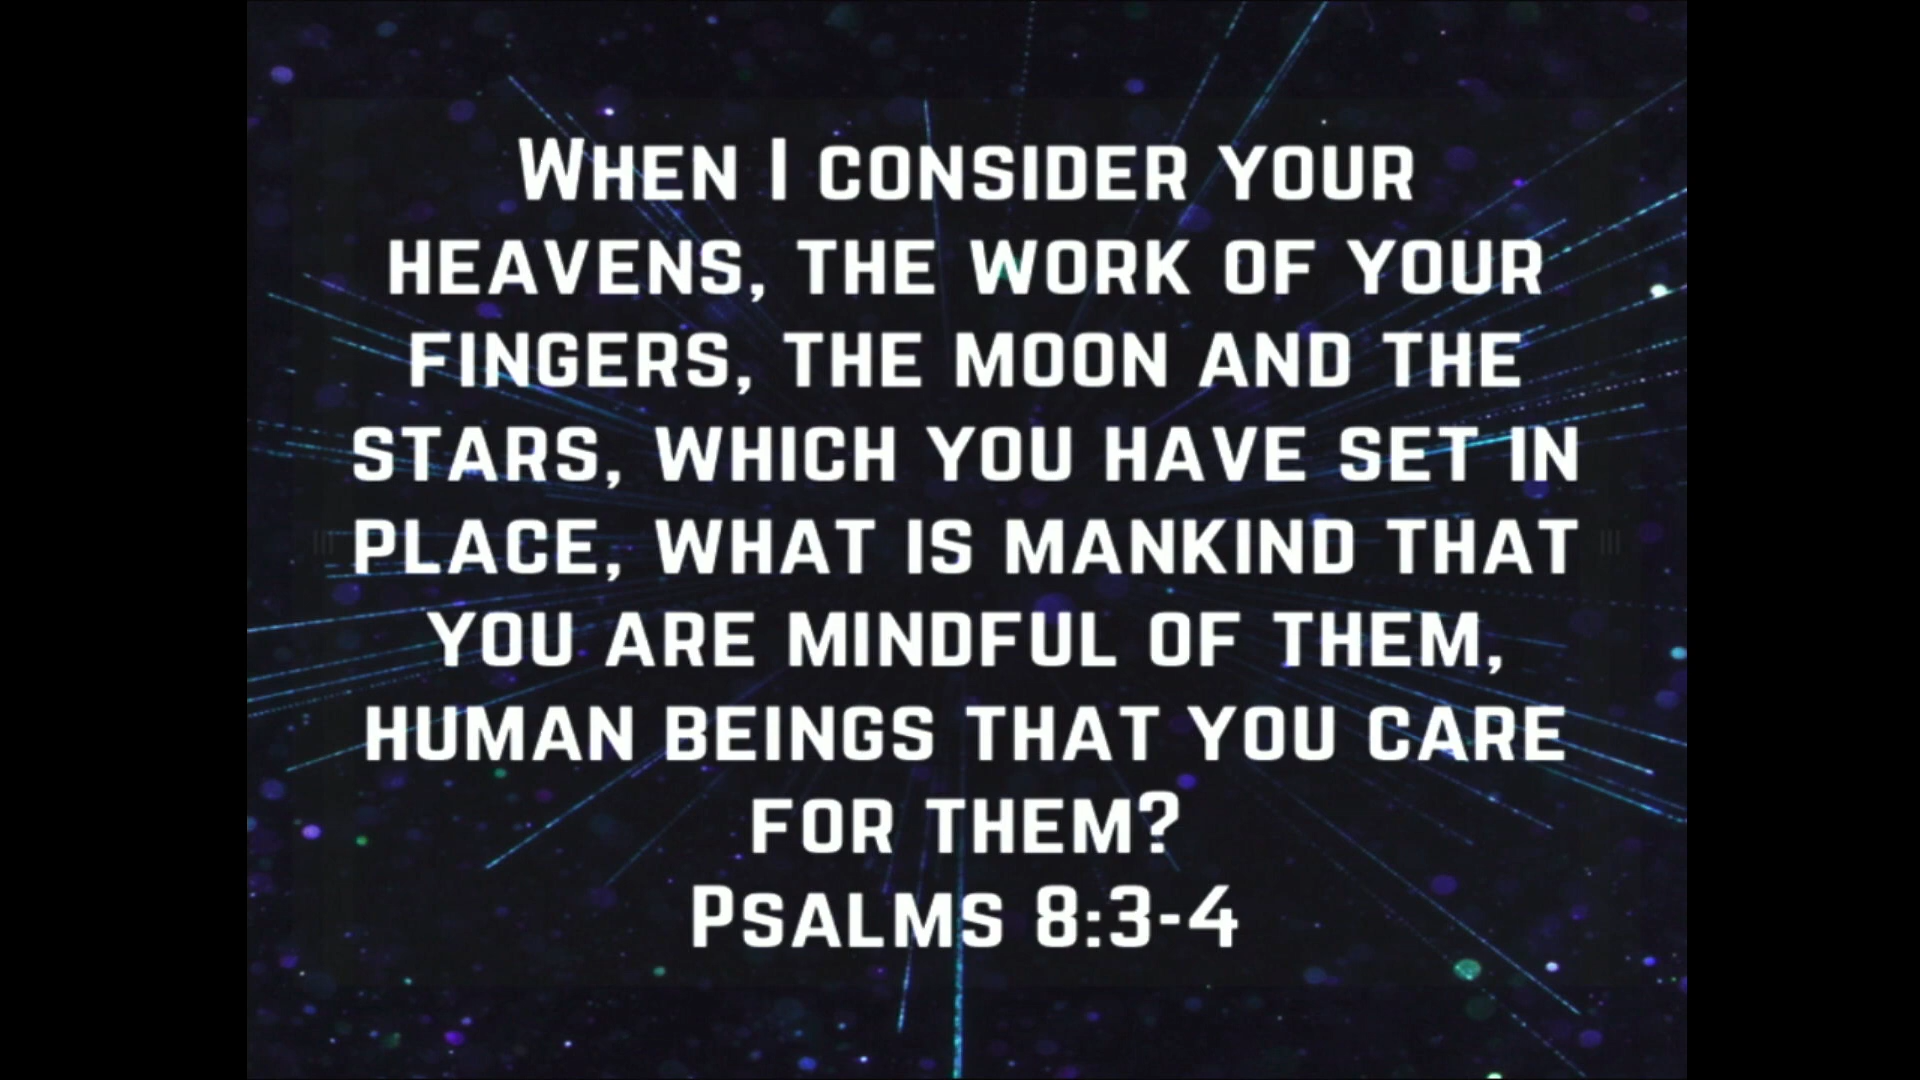 When I consider your
heavens, the work of your
fingers, the moon and the
stars, which you have set in
place, what is mankind that
you are mindful of them,
human beings that you care
for them?
Psalms 8:3-4